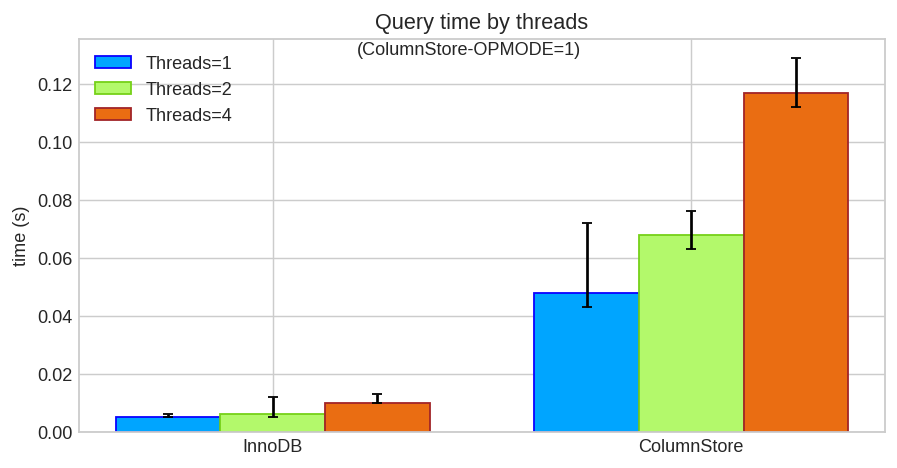 Query time by threads
(ColumnStore-OPMODE=1)
Threads=1
Threads=2
Threads=4
time (s)
0.12
0.10
0.08
0.06
0.04
0.02
0.00
InnoDB
ColumnStore